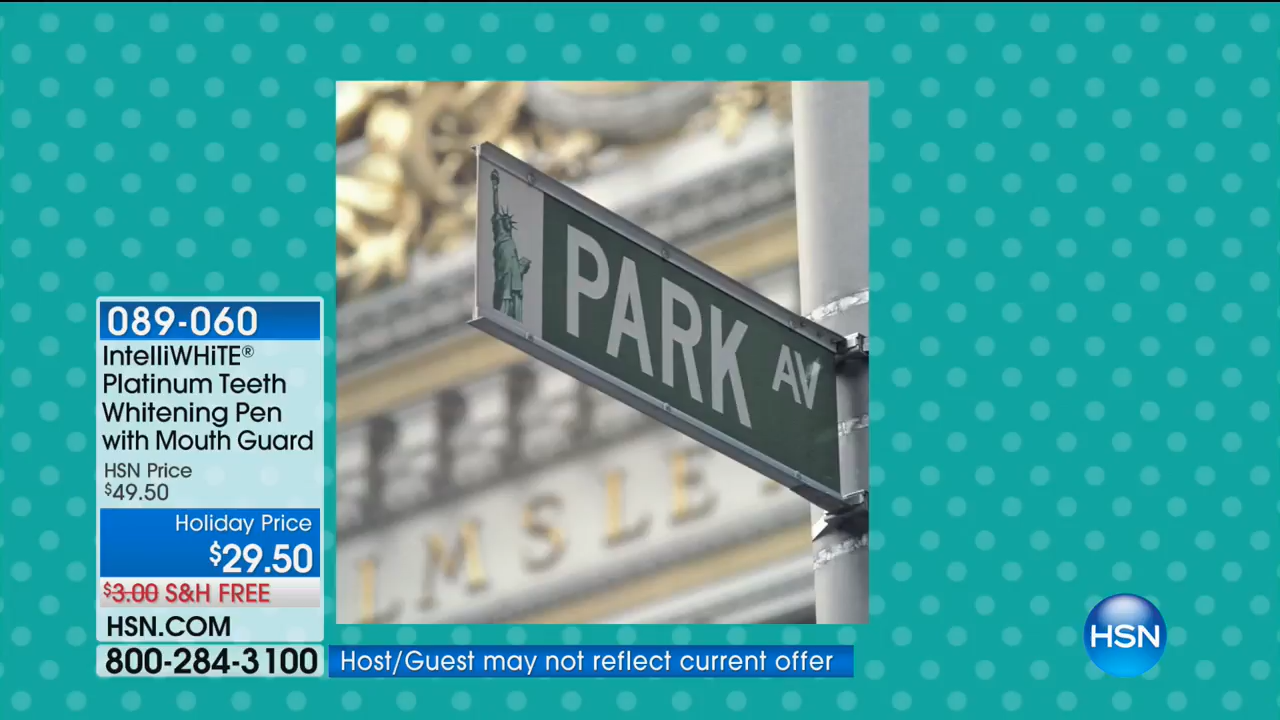 PARK AV
LMSLE
089-060
IntelliWHiTE®
Platinum Teeth
Whitening Pen
with Mouth Guard
HSN Price
$49.50
Holiday Price
$29.50
$3.00 S&H FREE
HSN.COM
800-284-3100
Host/Guest may not reflect current offer
HSN